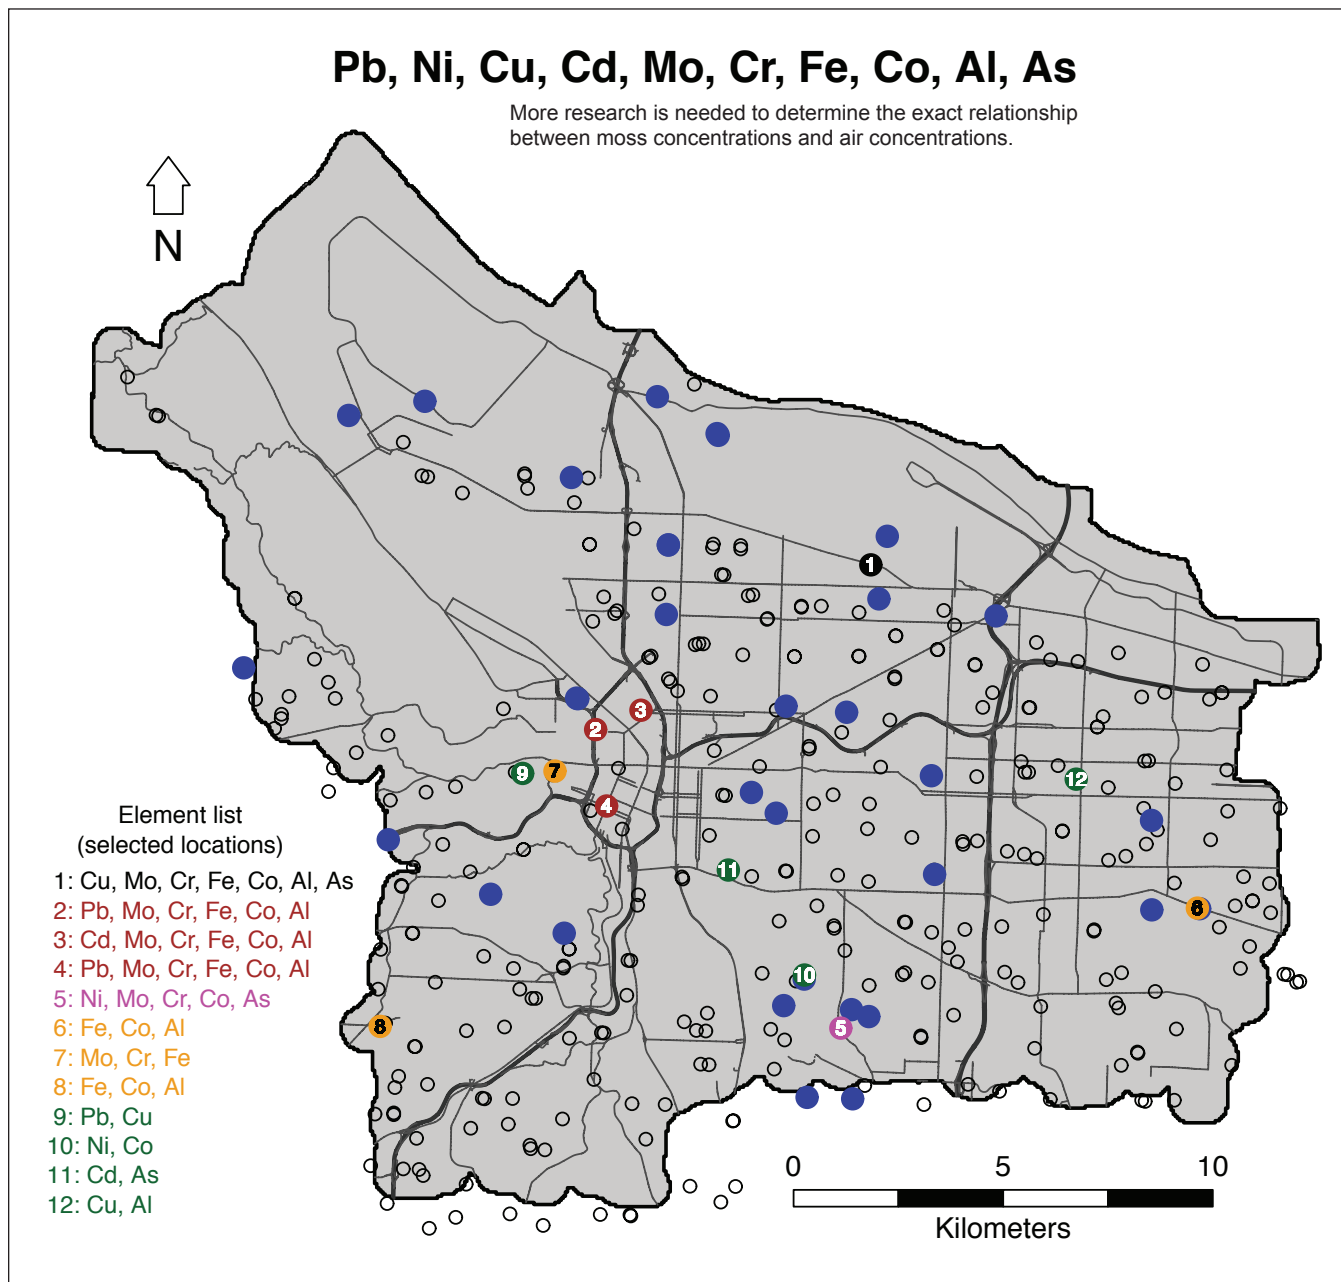 Pb, Ni, Cu, Cd, Mo, Cr, Fe, Co, Al, As
More research is needed to determine the exact relationship
between moss concentrations and air concentrations.
N
1
3
2
9
7
12
4
11
6
10
8
5
Element list
(selected locations)
1: Cu, Mo, Cr, Fe, Co, Al, As
2: Pb, Mo, Cr, Fe, Co, Al
3: Cd, Mo, Cr, Fe, Co, Al
4: Pb, Mo, Cr, Fe, Co, Al
5: Ni, Mo, Cr, Co, As
6: Fe, Co, Al
7: Mo, Cr, Fe
8: Fe, Co, Al
9: Pb, Cu
10: Ni, Co
11: Cd, As
12: Cu, Al
0 5 10
Kilometers